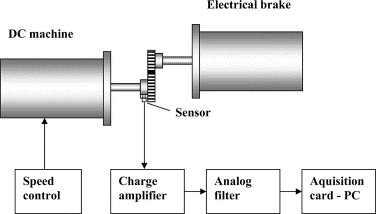 Electrical brake
DC machine
Sensor
Speed
control
Charge
amplifier
Analog
filter
Aquisition
card - PC